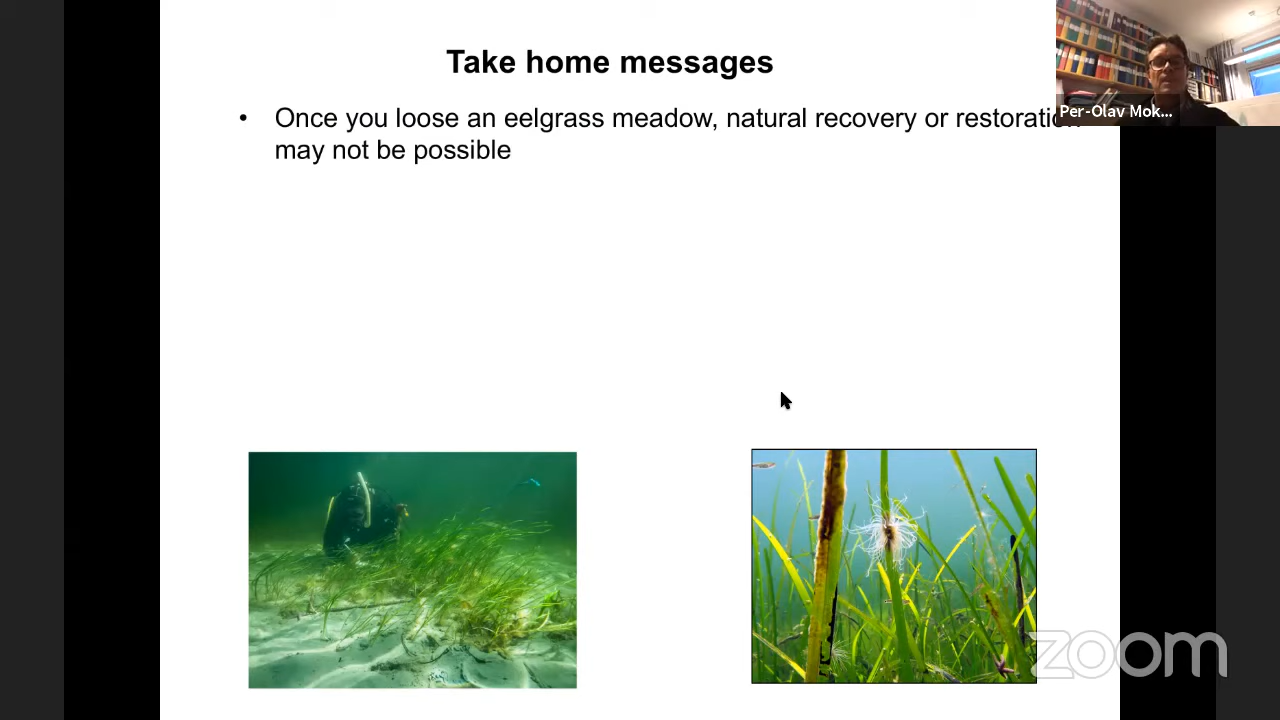 Take home messages
• Once you loose an eelgrass meadow, natural recovery or restoration
may not be possible
Per-Olav Mok...
zoom